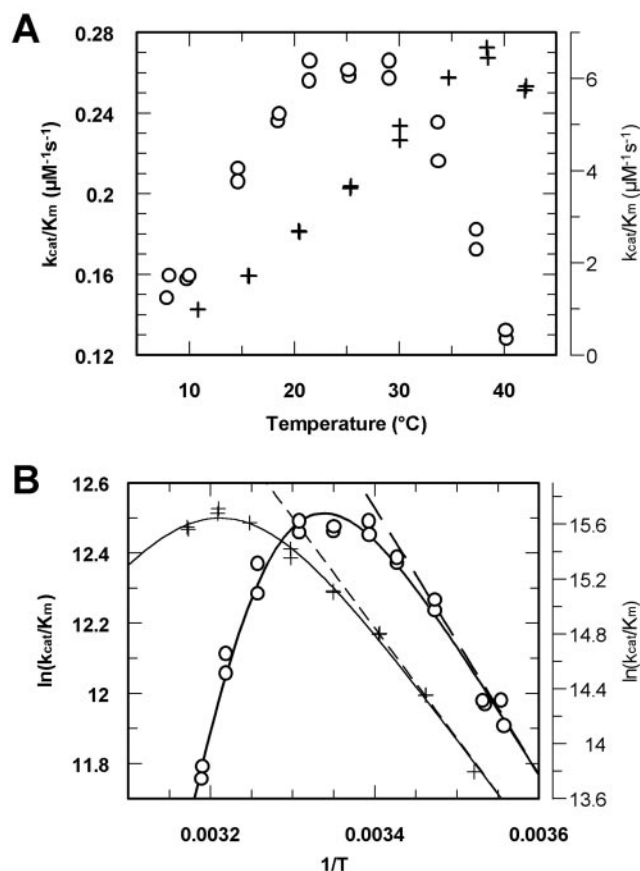 A
0.28
0.24
0.2
0.16
0.12
kcat/Km (µM-1s-1)
6
4
2
0
kcat/Km (µM-1s-1)
10 20 30 40
Temperature (°C)
B
12.6
12.4
12.2
12
11.8
ln(kcat/Km)
15.6
15.2
14.8
14.4
14
13.6
ln(kcat/Km)
0.0032 0.0034 0.0036
1/T